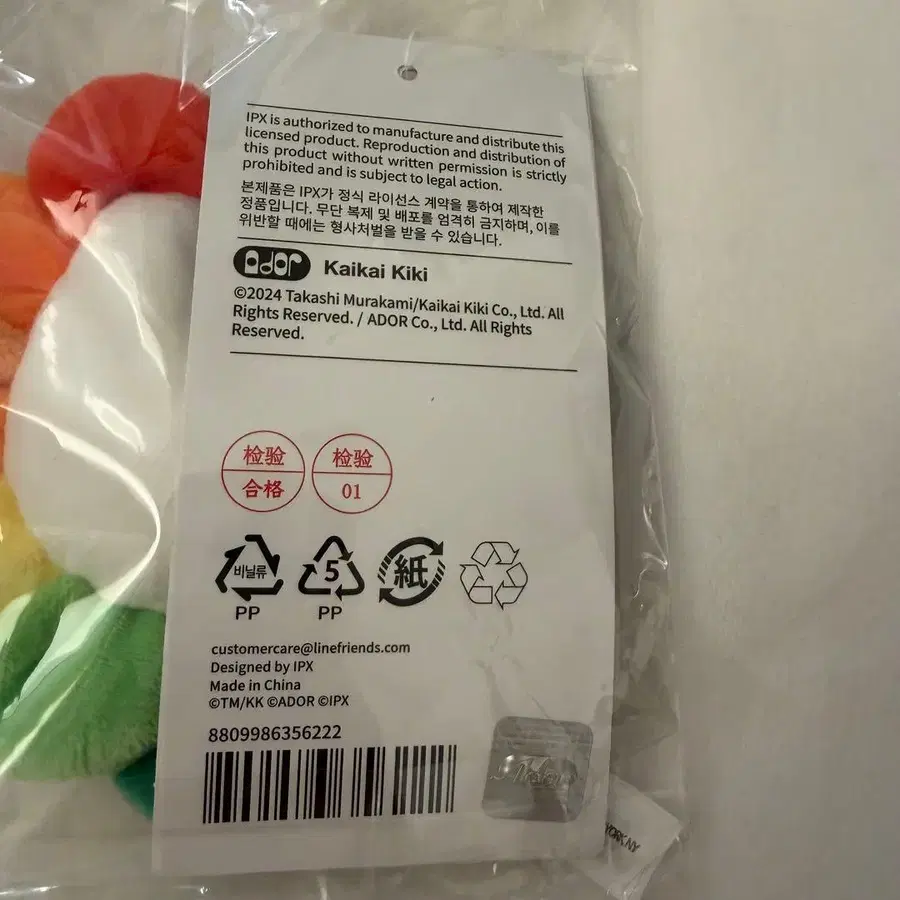 IPX is authorized to manufacture and distribute this
licensed product. Reproduction and distribution of
this product without written permission is strictly
prohibited and is subject to legal action.
본제품은 IPX가 정식 라이선스 계약을 통하여 제작한
정품입니다. 무단 복제 및 배포를 엄격히 금지하며, 이를
위반할 때에는 형사처벌을 받을 수 있습니다.
ador Kaikai Kiki
©2024 Takashi Murakami/Kaikai Kiki Co., Ltd. All
Rights Reserved. / ADOR Co., Ltd. All Rights
Reserved.
检验 检验
合格 01
비닐류 5 紙
PP PP
customercare@linefriends.com
Designed by IPX
Made in China
©TM/KK ©ADOR ©IPX
8809986356222